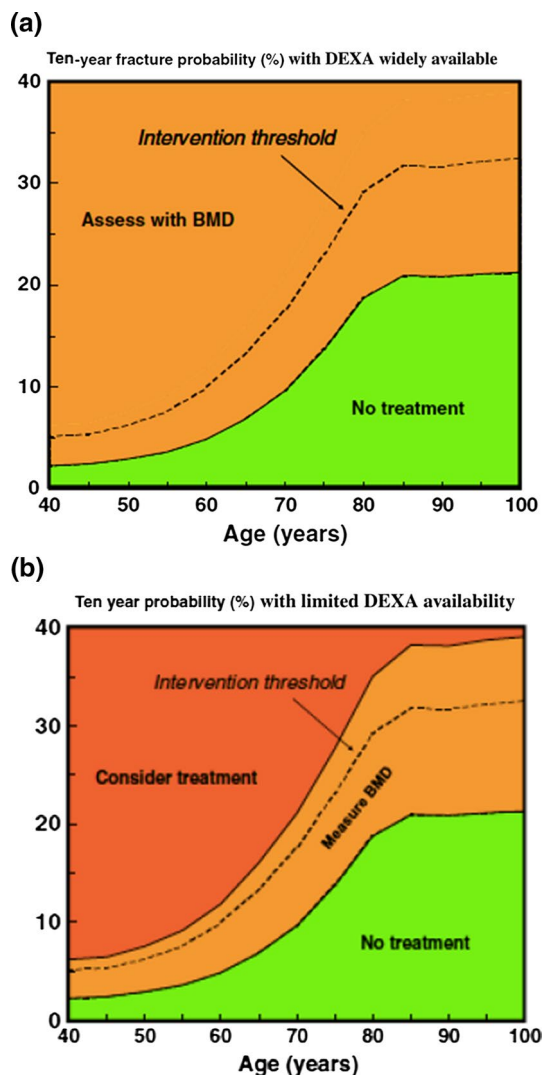 (a)
Ten-year fracture probability (%) with DEXA widely available
40
Intervention threshold
30
Assess with BMD
20
10
No treatment
0
40 50 60 70 80 90 100
Age (years)
(b)
Ten year probability (%) with limited DEXA availability
40
Intervention threshold
30
Consider treatment
Measure BMD
20
10
No treatment
0
40 50 60 70 80 90 100
Age (years)